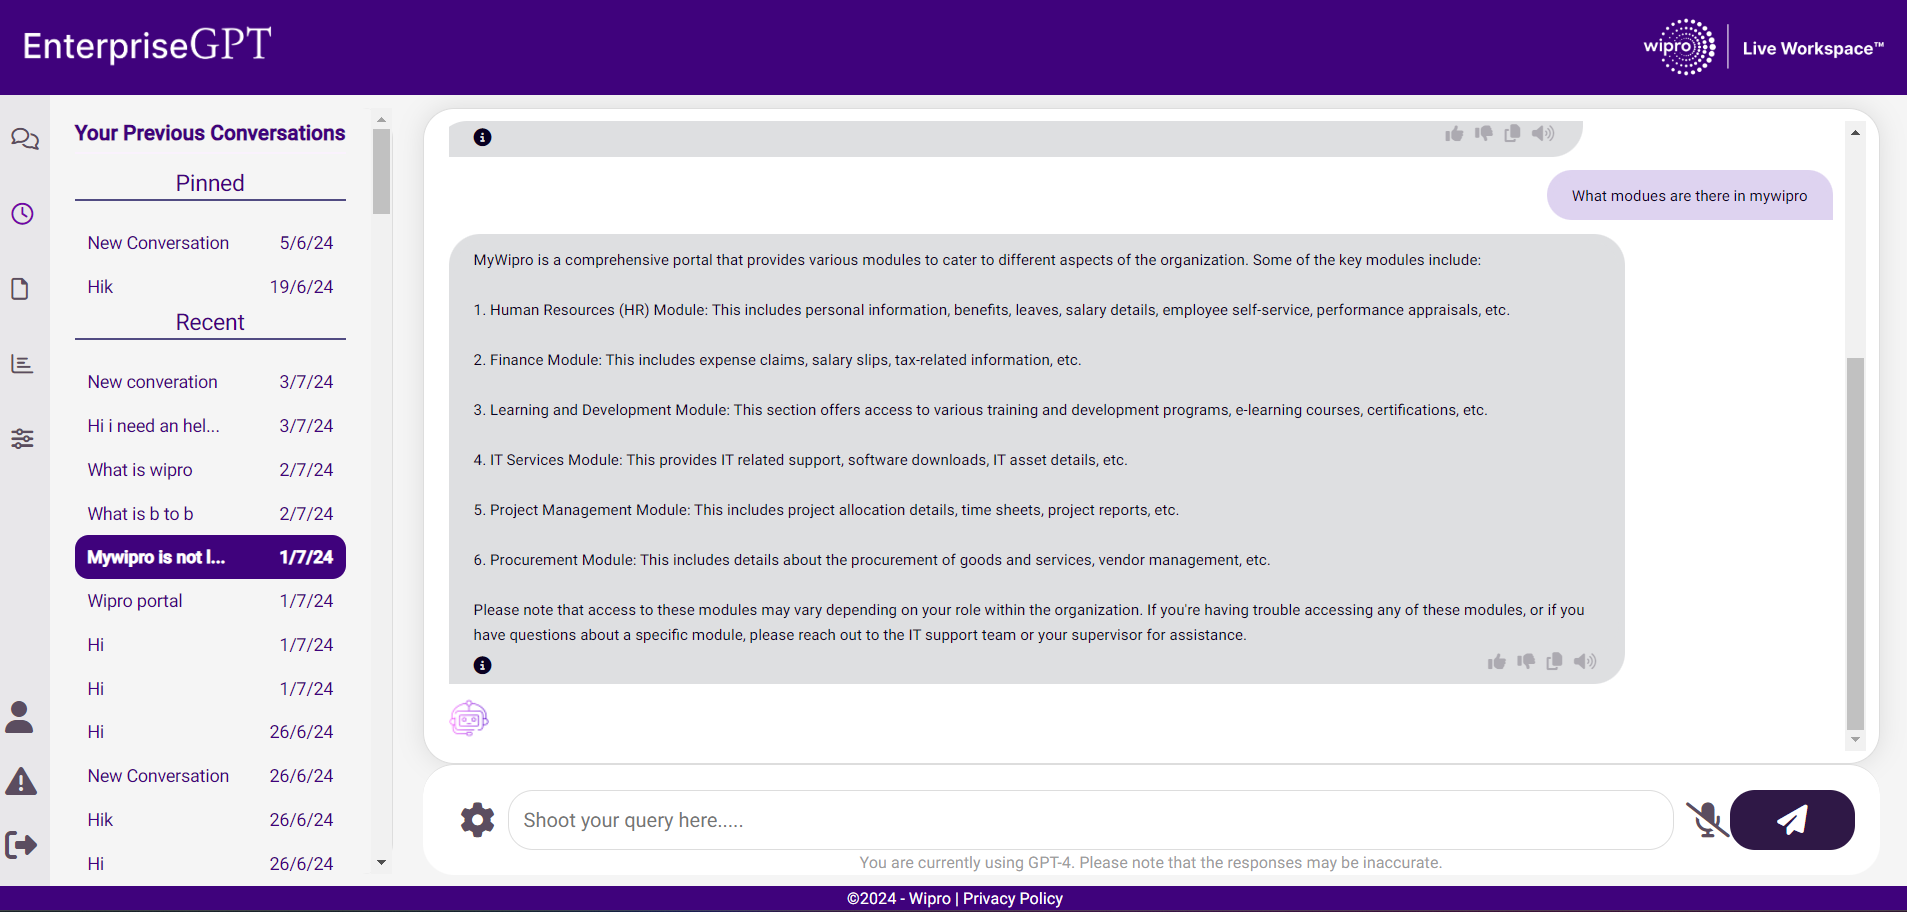 EnterpriseGPT
wipro
Live Workspace™
Your Previous Conversations
Pinned
New Conversation 5/6/24
Hik 19/6/24
Recent
New converation 3/7/24
Hi i need an hel... 3/7/24
What is wipro 2/7/24
What is b to b 2/7/24
Mywipro is not l... 1/7/24
Wipro portal 1/7/24
Hi 1/7/24
Hi 1/7/24
Hi 26/6/24
New Conversation 26/6/24
Hik 26/6/24
Hi 26/6/24
What modues are there in mywipro
MyWipro is a comprehensive portal that provides various modules to cater to different aspects of the organization. Some of the key modules include:
1. Human Resources (HR) Module: This includes personal information, benefits, leaves, salary details, employee self-service, performance appraisals, etc.
2. Finance Module: This includes expense claims, salary slips, tax-related information, etc.
3. Learning and Development Module: This section offers access to various training and development programs, e-learning courses, certifications, etc.
4. IT Services Module: This provides IT related support, software downloads, IT asset details, etc.
5. Project Management Module: This includes project allocation details, time sheets, project reports, etc.
6. Procurement Module: This includes details about the procurement of goods and services, vendor management, etc.
Please note that access to these modules may vary depending on your role within the organization. If you're having trouble accessing any of these modules, or if you
have questions about a specific module, please reach out to the IT support team or your supervisor for assistance.
Shoot your query here.....
You are currently using GPT-4. Please note that the responses may be inaccurate.
©2024 - Wipro | Privacy Policy